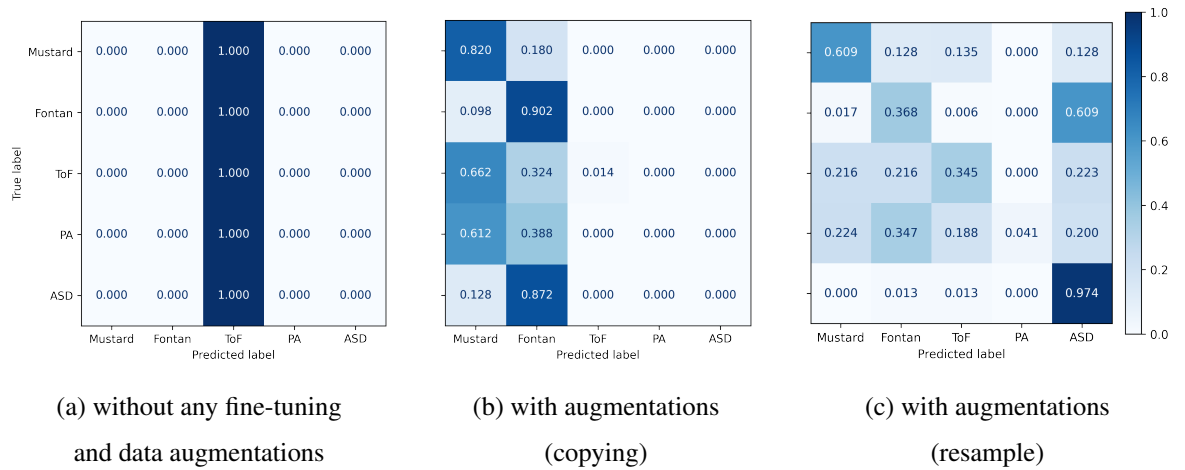 Mustard 0.000 0.000 1.000 0.000 0.000
Fontan 0.000 0.000 1.000 0.000 0.000
ToF 0.000 0.000 1.000 0.000 0.000
PA 0.000 0.000 1.000 0.000 0.000
ASD 0.000 0.000 1.000 0.000 0.000
True label
Mustard Fontan ToF PA ASD
Predicted label
(a) without any fine-tuning
and data augmentations
0.820 0.180 0.000 0.000 0.000
0.098 0.902 0.000 0.000 0.000
0.662 0.324 0.014 0.000 0.000
0.612 0.388 0.000 0.000 0.000
0.128 0.872 0.000 0.000 0.000
Mustard Fontan ToF PA ASD
Predicted label
(b) with augmentations
(copying)
0.609 0.128 0.135 0.000 0.128
0.017 0.368 0.006 0.000 0.609
0.216 0.216 0.345 0.000 0.223
0.224 0.347 0.188 0.041 0.200
0.000 0.013 0.013 0.000 0.974
Mustard Fontan ToF PA ASD
Predicted label
1.0
0.8
0.6
0.4
0.2
0.0
(c) with augmentations
(resample)